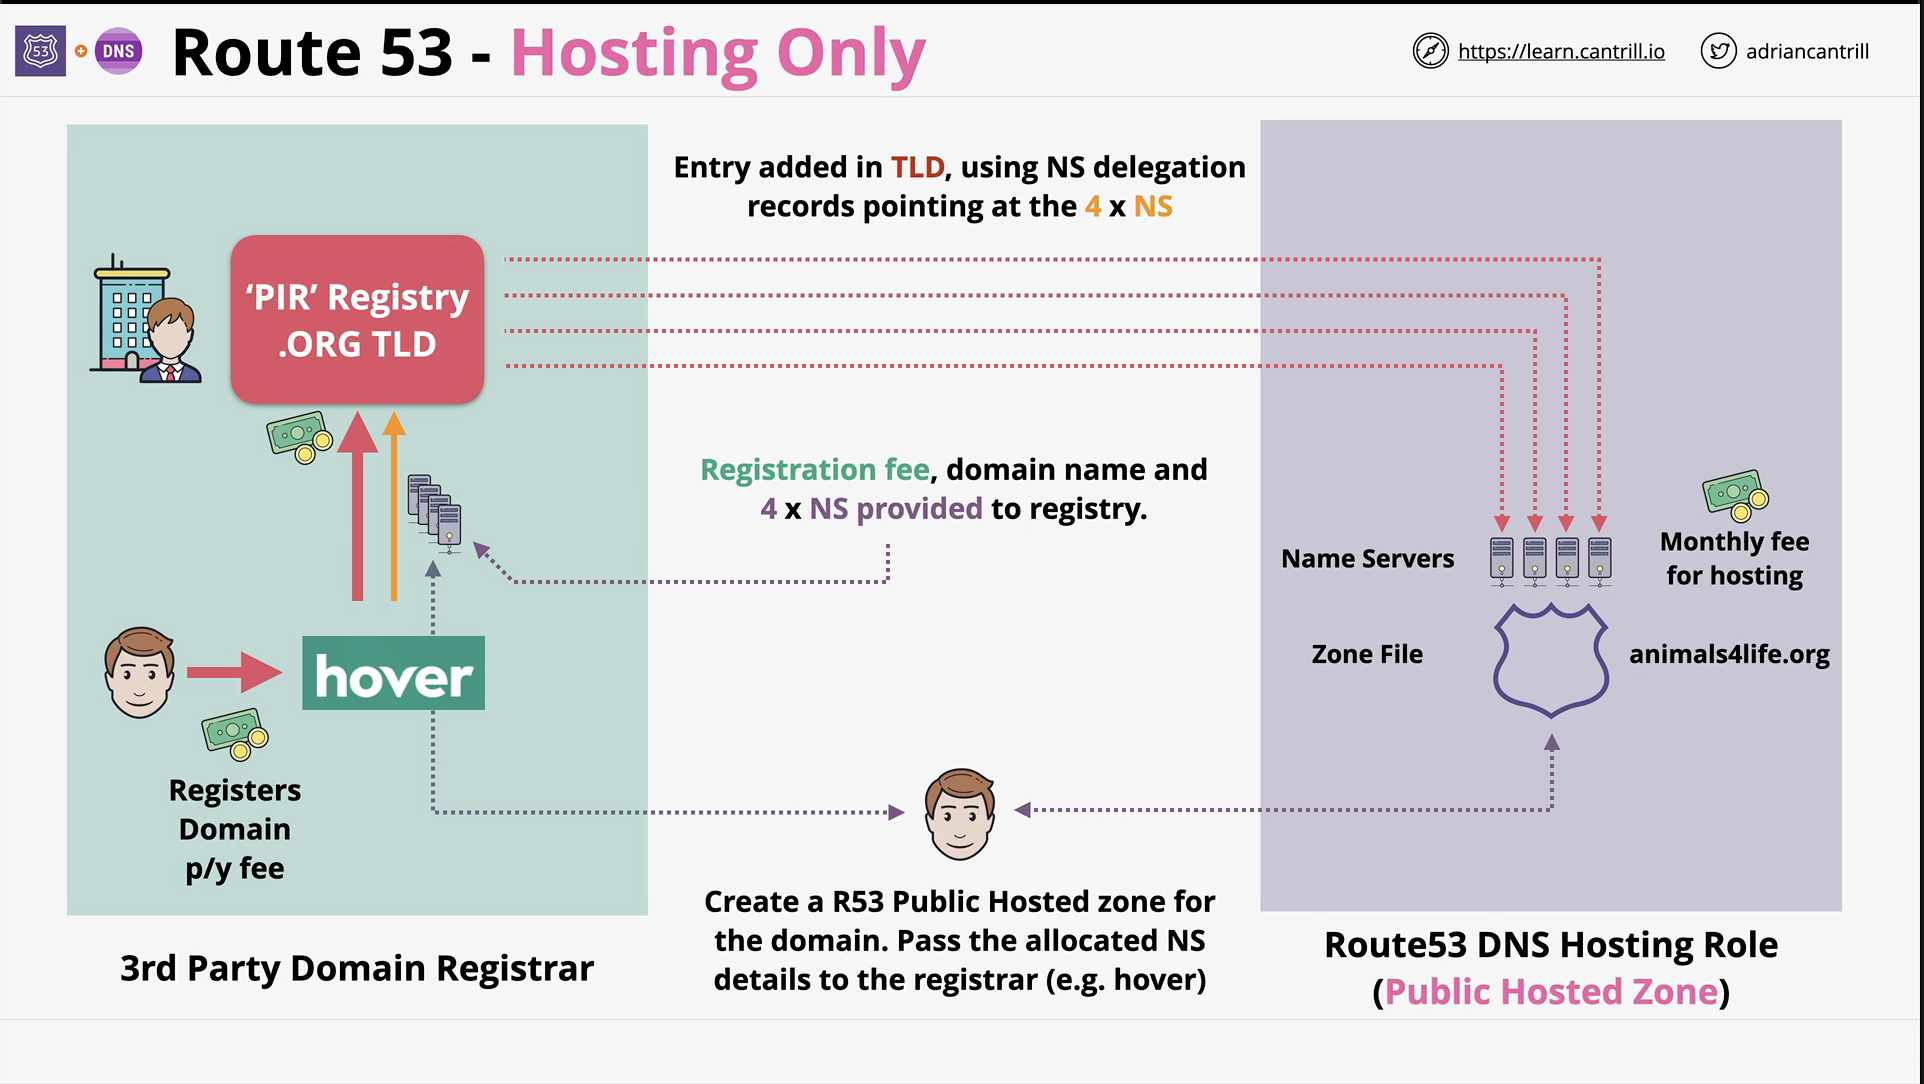 53
DNS
Route 53 - Hosting Only
https://learn.cantrill.io
adriancantrill
Entry added in TLD, using NS delegation
records pointing at the 4 x NS
‘PIR’ Registry
.ORG TLD
Registration fee, domain name and
4 x NS provided to registry.
Name Servers
Monthly fee
for hosting
hover
Zone File
animals4life.org
Registers
Domain
p/y fee
Create a R53 Public Hosted zone for
the domain. Pass the allocated NS
details to the registrar (e.g. hover)
3rd Party Domain Registrar
Route53 DNS Hosting Role
(Public Hosted Zone)